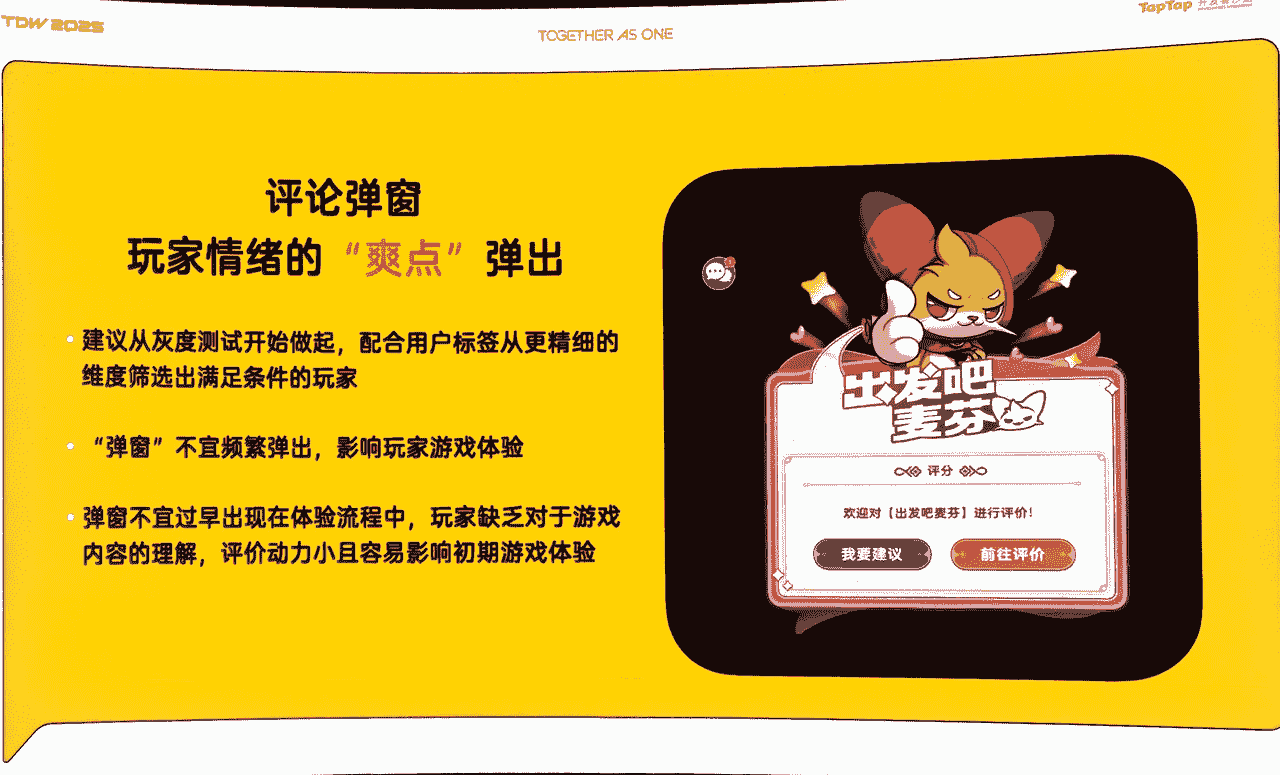 TDW 2025
TOGETHER AS ONE
TapTap
评论弹窗
玩家情绪的“爽点”弹出
建议从灰度测试开始做起，配合用户标签从更精细的
维度筛选出满足条件的玩家
“弹窗”不宜频繁弹出，影响玩家游戏体验
弹窗不宜过早出现在体验流程中，玩家缺乏对于游戏
内容的理解，评价动力小且容易影响初期游戏体验
出发吧
麦芬
评分
欢迎对【出发吧麦芬】进行评价！
我要建议
前往评价